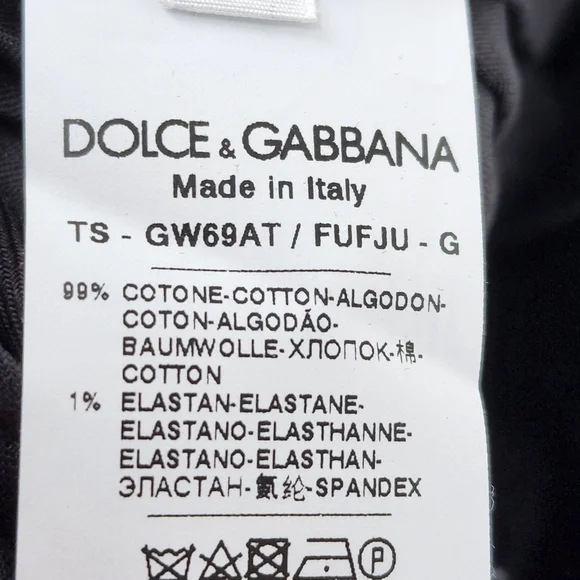 DOLCE & GABBANA
Made in Italy
TS - GW69AT / FUFJU - G
99% COTONE-COTTON-ALGODON-
COTON-ALGODÃO-
BAUMWOLLE-ХЛОПОК-棉-
COTTON
1% ELASTAN-ELASTANE-
ELASTANO-ELASTHANNE-
ELASTANO-ELASTHAN-
ЭЛАСТАН-氨纶-SPANDEX
P